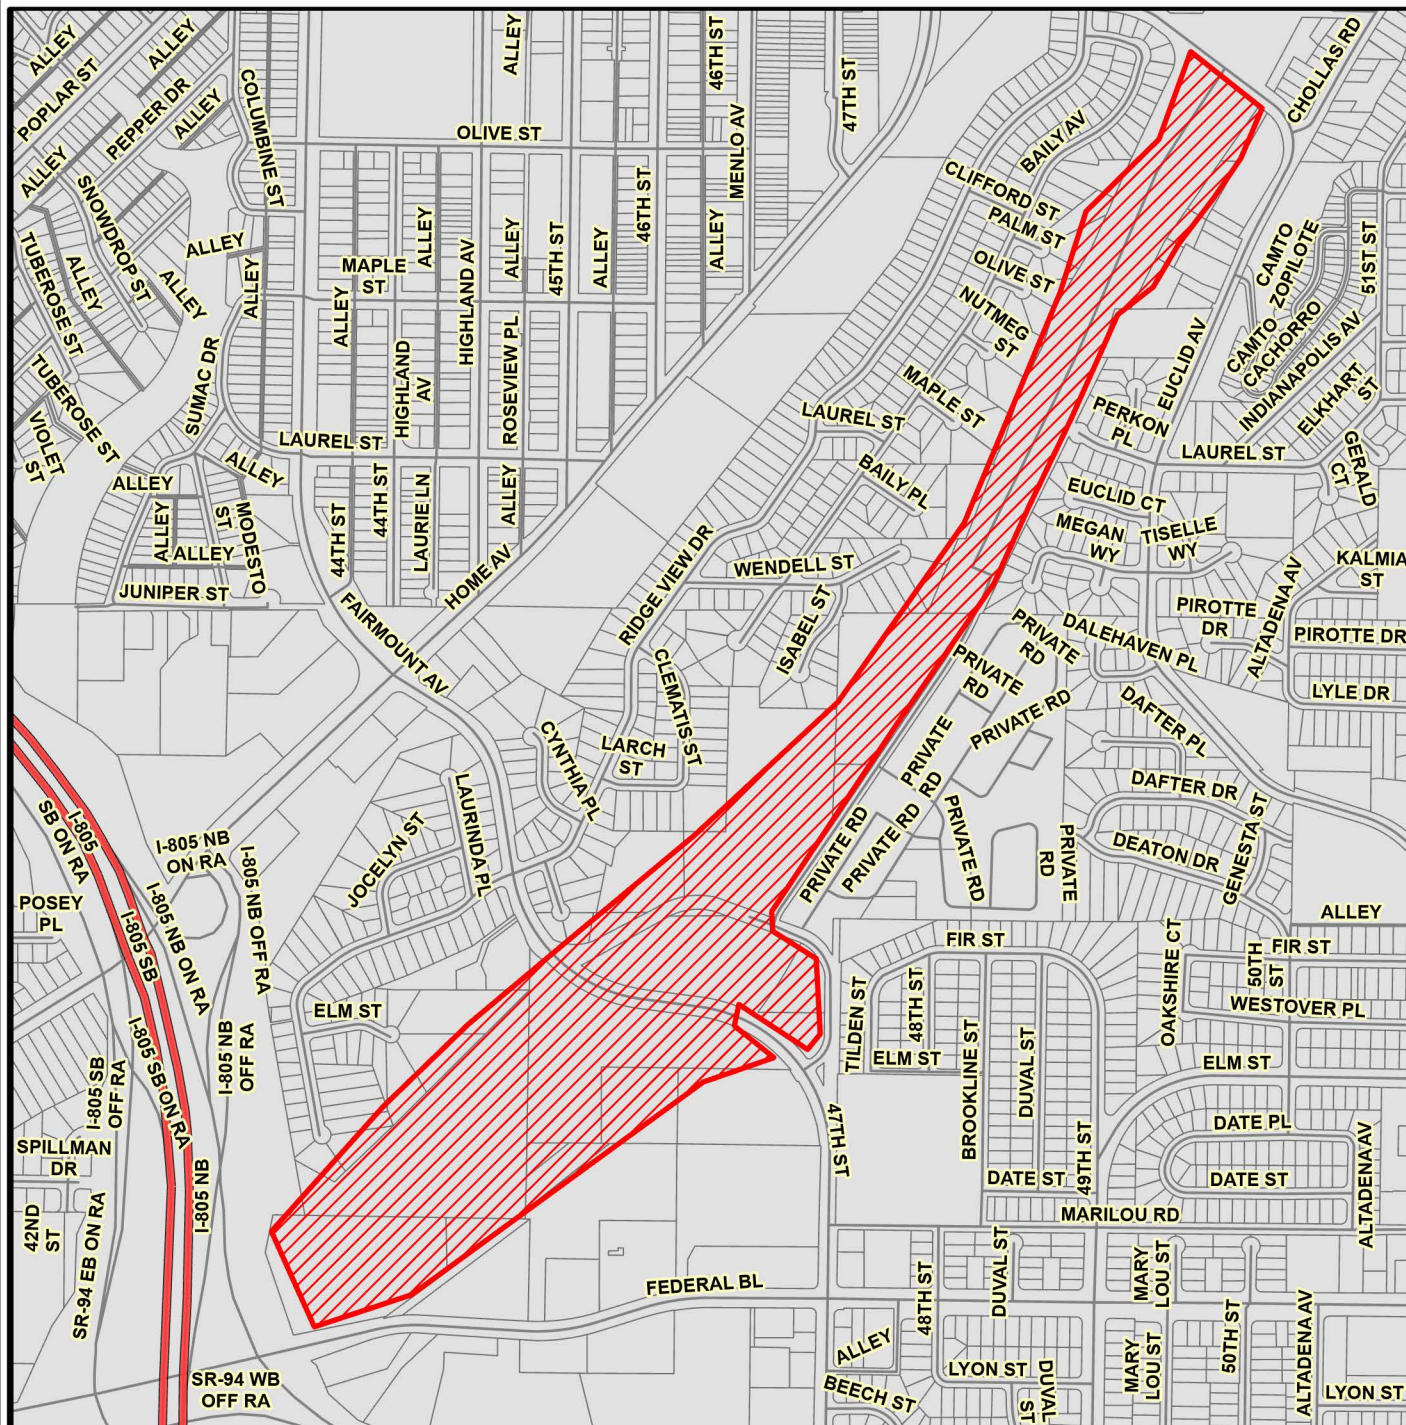 ALLEY
POPLAR ST
ALLEY
PEPPER DR
ALLEY
ALLEY
COLUMBINE ST
ALLEY
46TH ST
47TH ST
CHOLLAS RD
OLIVE ST
MENLO AV
BAILY AV
SNOWDROP ST
46TH ST
CLIFFORD ST
PALM ST
TUBEROSE ST
ALLEY
ALLEY
ALLEY
ALLEY
MAPLE
ST
ALLEY
ALLEY
HIGHLAND AV
ALLEY
45TH ST
ALLEY
ALLEY
OLIVE ST
NUTMEG
ST
CAMTO
ZOPILOTE
51ST ST
CAMTO
CACHORRO
INDIANAPOLIS AV
EUCLID AV
TUBEROSE ST
SUMAC DR
HIGHLAND
AV
ROSEVIEW PL
MAPLE ST
LAUREL ST
PERKON
PL
ELKHART
ST
VIOLET
ST
LAUREL ST
ALLEY
ALLEY
ALLEY
BAILY PL
LAUREL ST
GERALD
CT
44TH ST
44TH ST
LAURIE LN
ALLEY
EUCLID CT
MEGAN
WY
TISELLE
WY
MODESTO
ST
ALLEY
ALLEY
JUNIPER ST
HOME AV
RIDGE VIEW DR
WENDELL ST
ISABEL ST
KALMIA
ST
ALTADENA AV
PIROTTE
DR
PIROTTE DR
LYLE DR
FAIRMOUNT AV
CLEMATIS ST
PRIVATE
RD
PRIVATE
RD
PRIVATE
DALEHAVEN PL
PRIVATE RD
DAFTER PL
CYNTHIA PL
LARCH
ST
PRIVATE
RD
LAURINDA PL
JOCELYN ST
DAFTER DR
GENESTA ST
DEATON DR
PRIVATE RD
PRIVATE RD
PRIVATE RD
PRIVATE
RD
I-805
SB ON RA
I-805 NB
ON RA
I-805 NB OFF RA
I-805 NB ON RA
I-805 SB
POSEY
PL
ALLEY
FIR ST
FIR ST
OAKSHIRE CT
50TH
ST
WESTOVER PL
TILDEN ST
48TH ST
ELM ST
ELM ST
BROOKLINE ST
DUVAL ST
ELM ST
I-805 SB ON RA
I-805 NB
OFF RA
I-805 SB
OFF RA
DATE PL
DATE ST
DATE ST
49TH ST
47TH ST
ALTADENA AV
SPILLMAN
DR
I-805 NB
42ND
ST
SR-94 EB ON RA
MARILOU RD
FEDERAL BL
48TH ST
DUVAL ST
MARY
LOU ST
MARY
LOU ST
50TH ST
ALTADENA AV
ALLEY
LYON ST
DUVAL
ST
LYON ST
BEECH ST
SR-94 WB
OFF RA